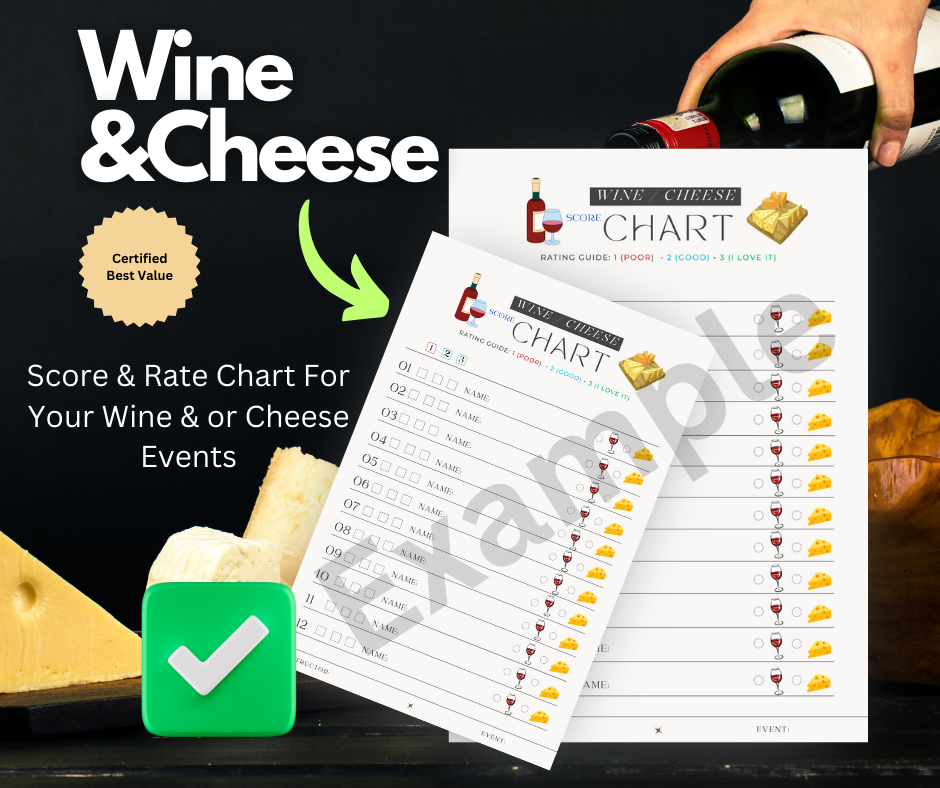 Wine
&Cheese
Certified
Best Value
Score & Rate Chart For
Your Wine & or Cheese
Events
WINE / CHEESE
SCORE
CHART
RATING GUIDE: 1 (POOR) - 2 (GOOD) - 3 (I LOVE IT)
AME:
EVENT:
WINE / CHEESE
SCORE
CHART
RATING GUIDE: 1 (POOR) - 2 (GOOD) - 3 (I LOVE IT)
1 2 3
01 NAME:
02 NAME:
03 NAME:
04 NAME:
05 NAME:
06 NAME:
07 NAME:
08 NAME:
09 NAME:
10 NAME:
11 NAME:
12 NAME:
TRUCTOR:
EVENT:
Example